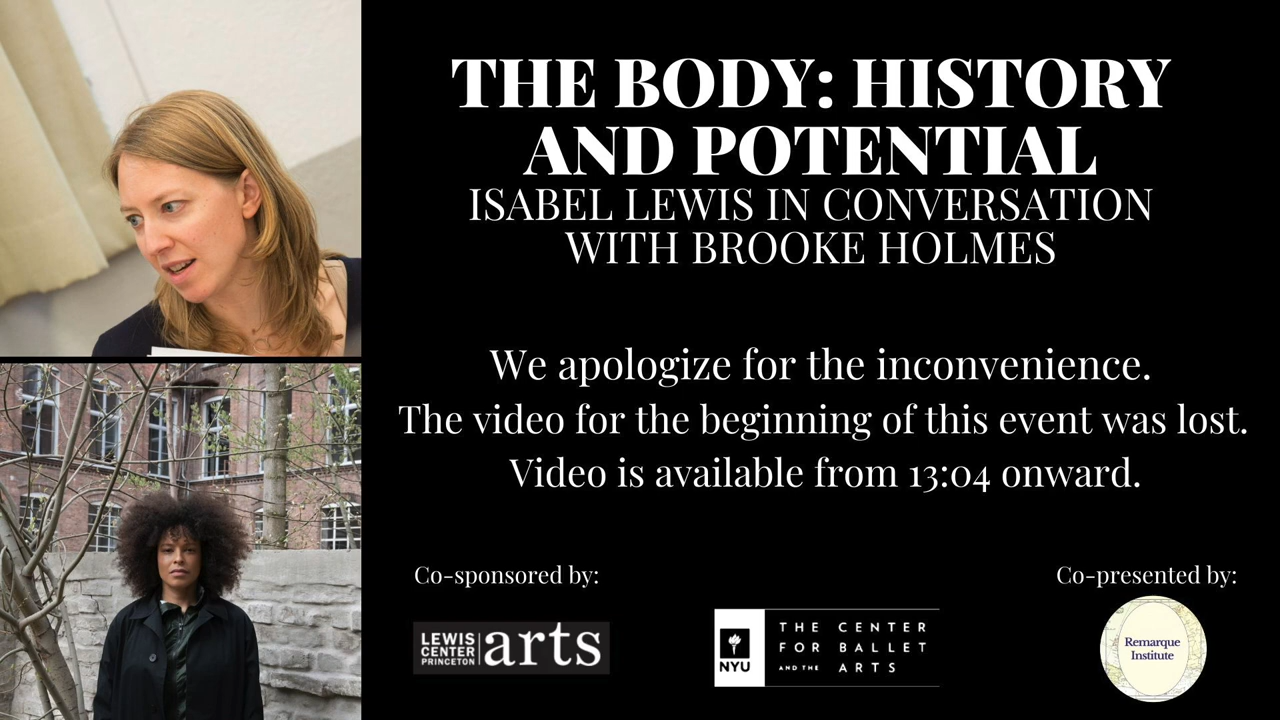 THE BODY: HISTORY
AND POTENTIAL
ISABEL LEWIS IN CONVERSATION
WITH BROOKE HOLMES
We apologize for the inconvenience.
The video for the beginning of this event was lost.
Video is available from 13:04 onward.
Co-sponsored by:
Co-presented by:
LEWIS
CENTER
PRINCETON
arts
NYU
THE CENTER
FOR BALLET
AND THE ARTS
Remarque
Institute